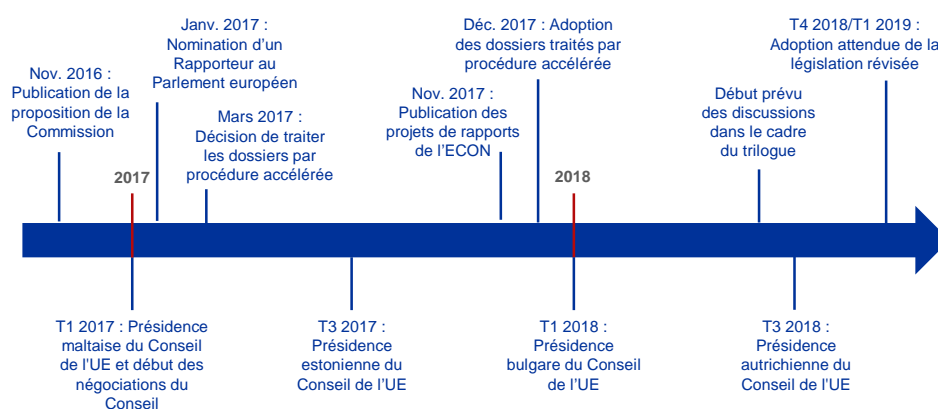 Nov. 2016 :
Publication de la
proposition de la
Commission
Janv. 2017 :
Nomination d’un
Rapporteur au
Parlement européen
Mars 2017 :
Décision de traiter
les dossiers par
procédure accélérée
Nov. 2017 :
Publication des
projets de rapports
de l’ECON
Déc. 2017 : Adoption
des dossiers traités par
procédure accélérée
Début prévu
des discussions
dans le cadre
du trilogue
T4 2018/T1 2019 :
Adoption attendue de la
législation révisée
2017
2018
T1 2017 : Présidence
maltaise du Conseil
de l'UE et début des
négociations du
Conseil
T3 2017 :
Présidence
estonienne du
Conseil de l’UE
T1 2018 :
Présidence
bulgare du Conseil
de l’UE
T3 2018 :
Présidence
autrichienne du
Conseil de l'UE